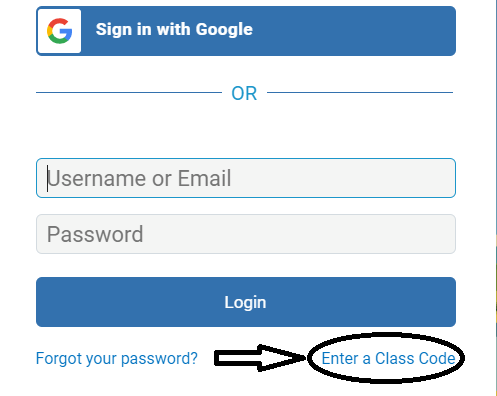 Sign in with Google
OR
Username or Email
Password
Login
Forgot your password? Enter a Class Code